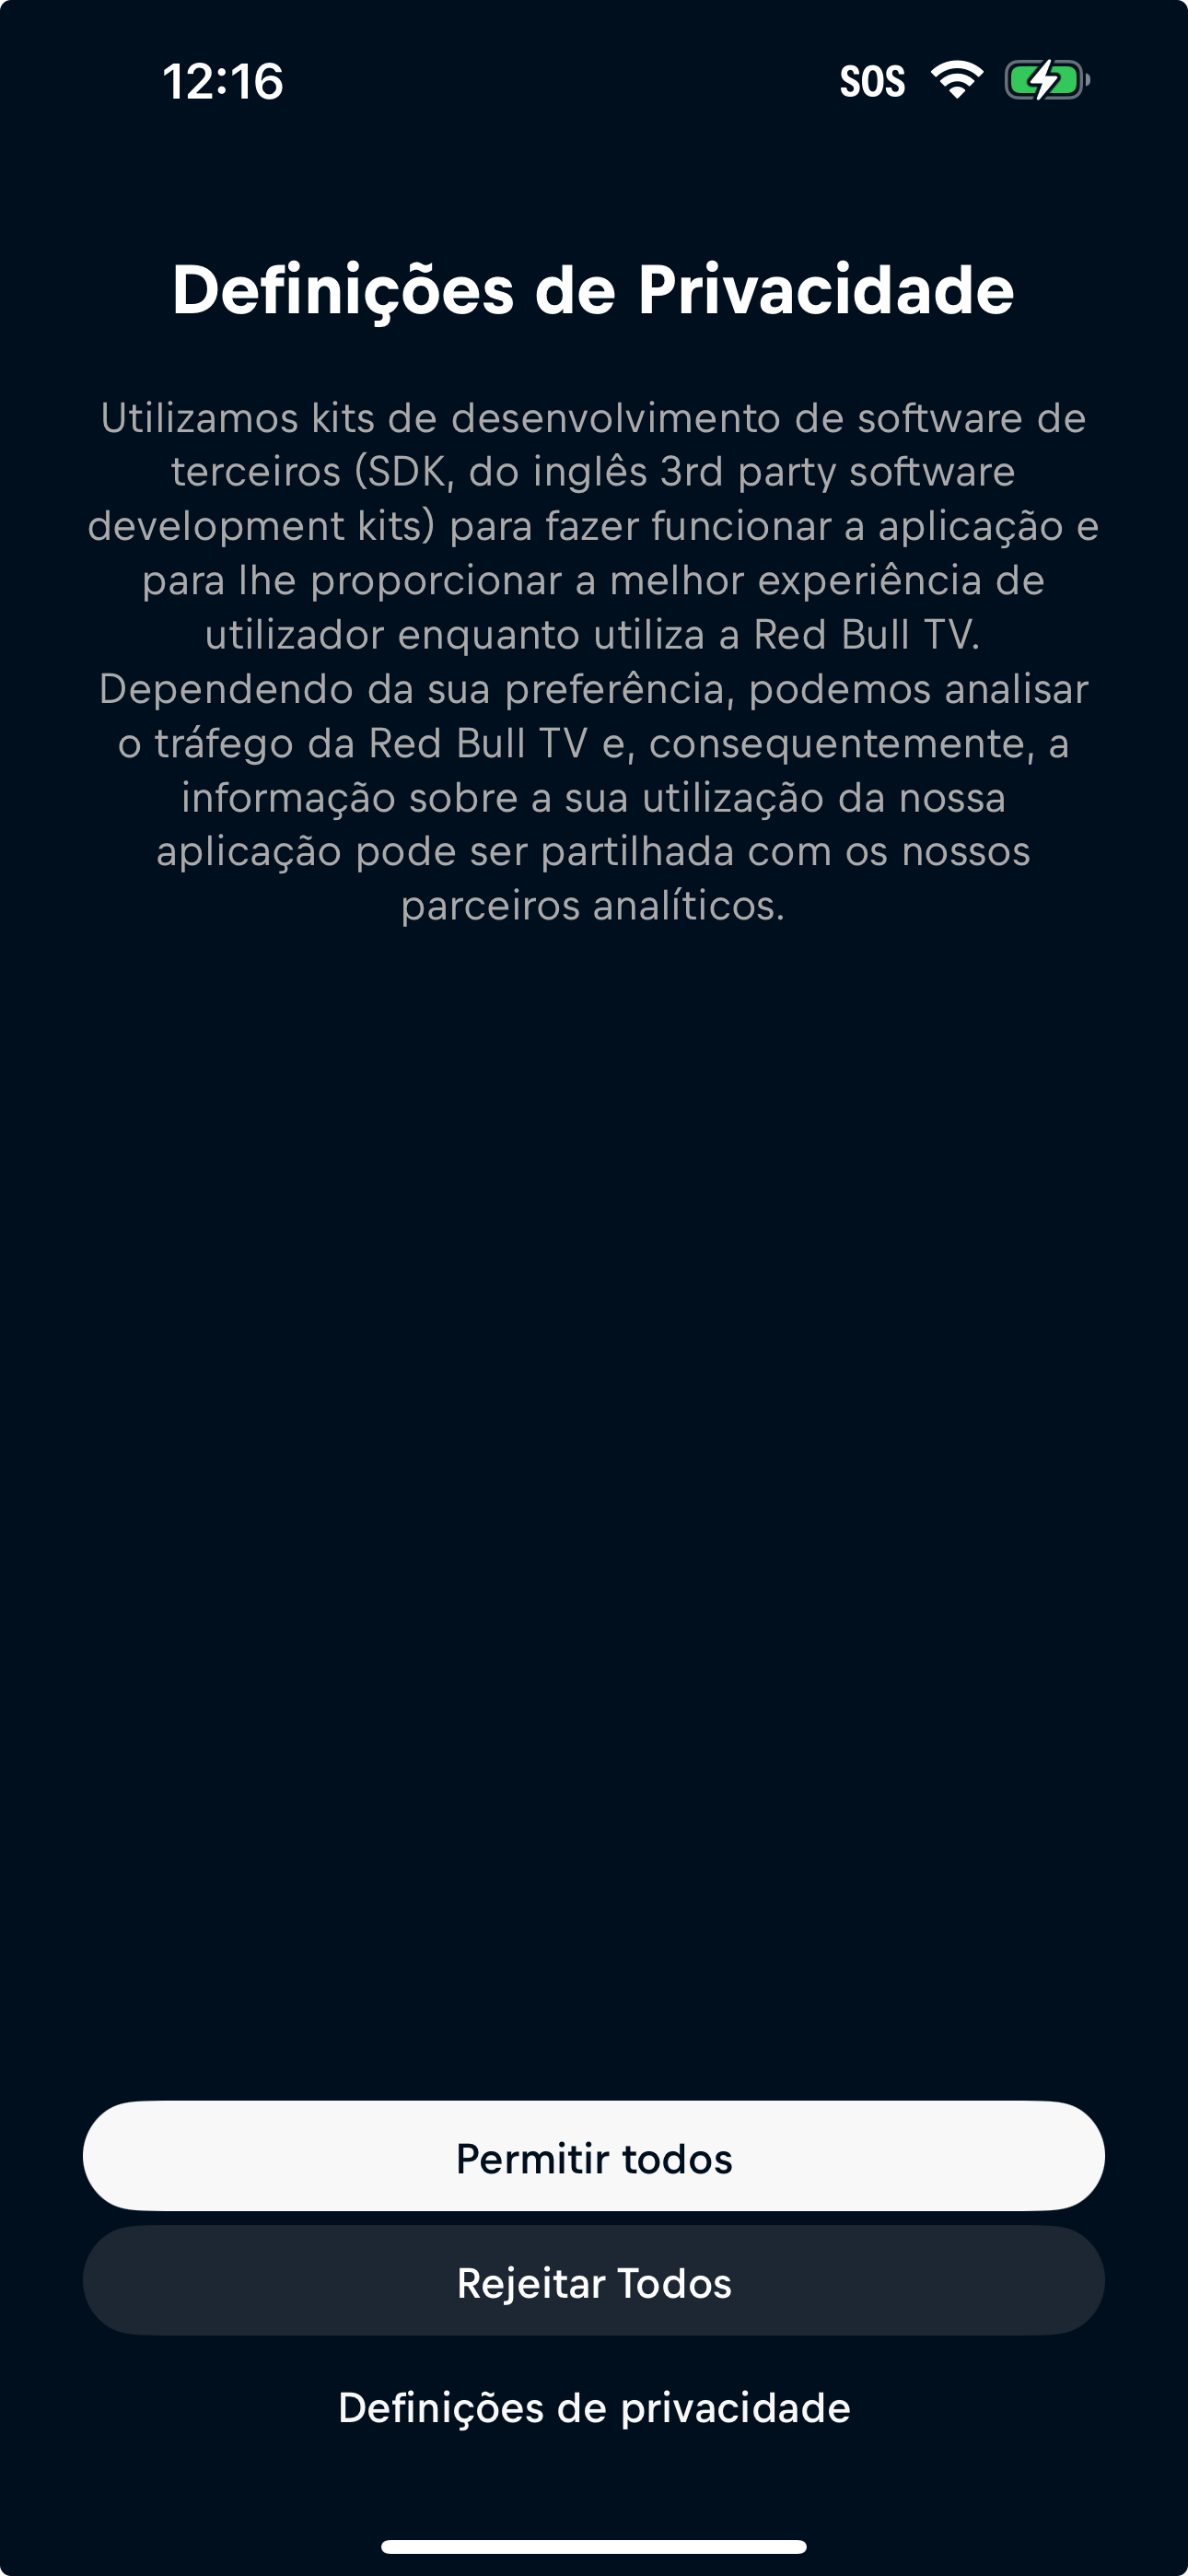 12:16
SOS
Definições de Privacidade
Utilizamos kits de desenvolvimento de software de
terceiros (SDK, do inglês 3rd party software
development kits) para fazer funcionar a aplicação e
para lhe proporcionar a melhor experiência de
utilizador enquanto utiliza a Red Bull TV.
Dependendo da sua preferência, podemos analisar
o tráfego da Red Bull TV e, consequentemente, a
informação sobre a sua utilização da nossa
aplicação pode ser partilhada com os nossos
parceiros analíticos.
Permitir todos
Rejeitar Todos
Definições de privacidade